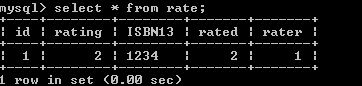 mysql> select * from rate;
+----+--------+--------+-------+-------+
| id | rating | ISBN13 | rated | rater |
+----+--------+--------+-------+-------+
| 1 | 2 | 1234 | 2 | 1 |
+----+--------+--------+-------+-------+
1 row in set (0.00 sec)